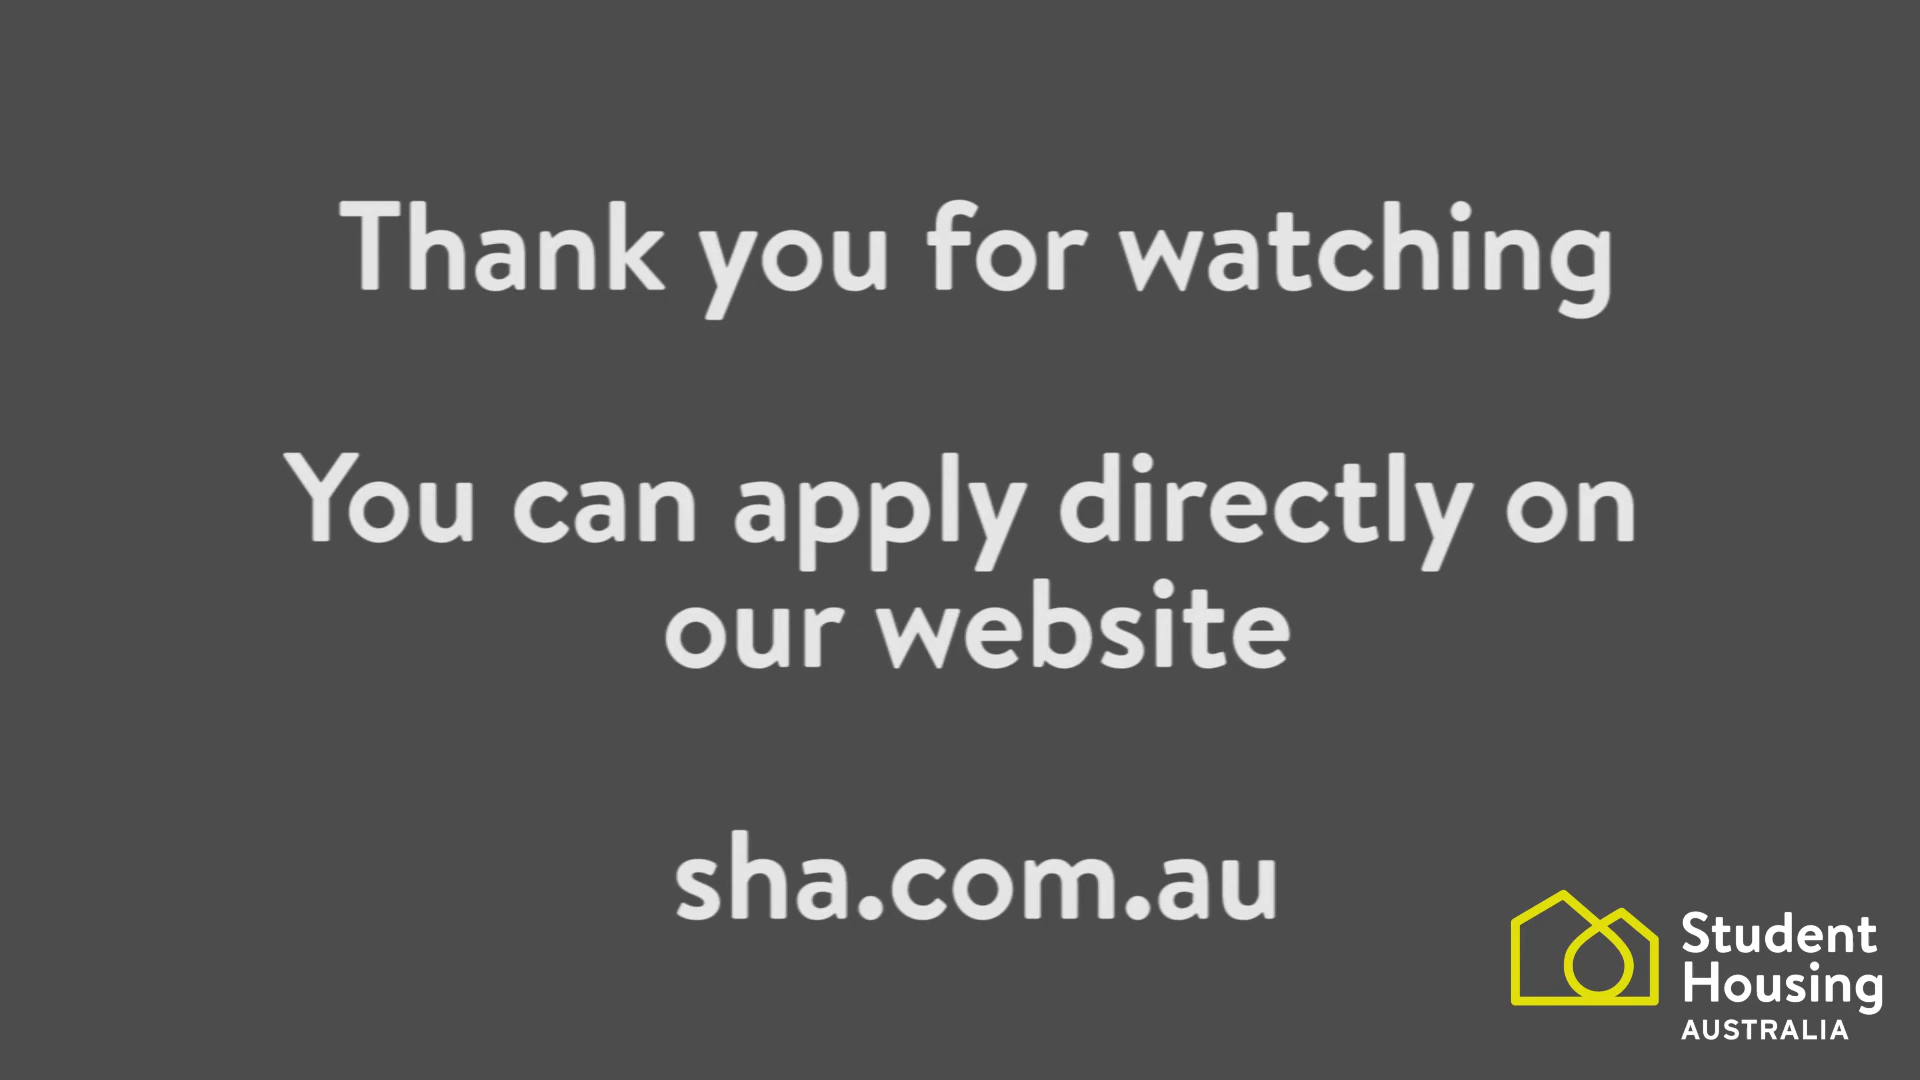 Thank you for watching
You can apply directly on
our website
sha.com.au
Student
Housing
AUSTRALIA